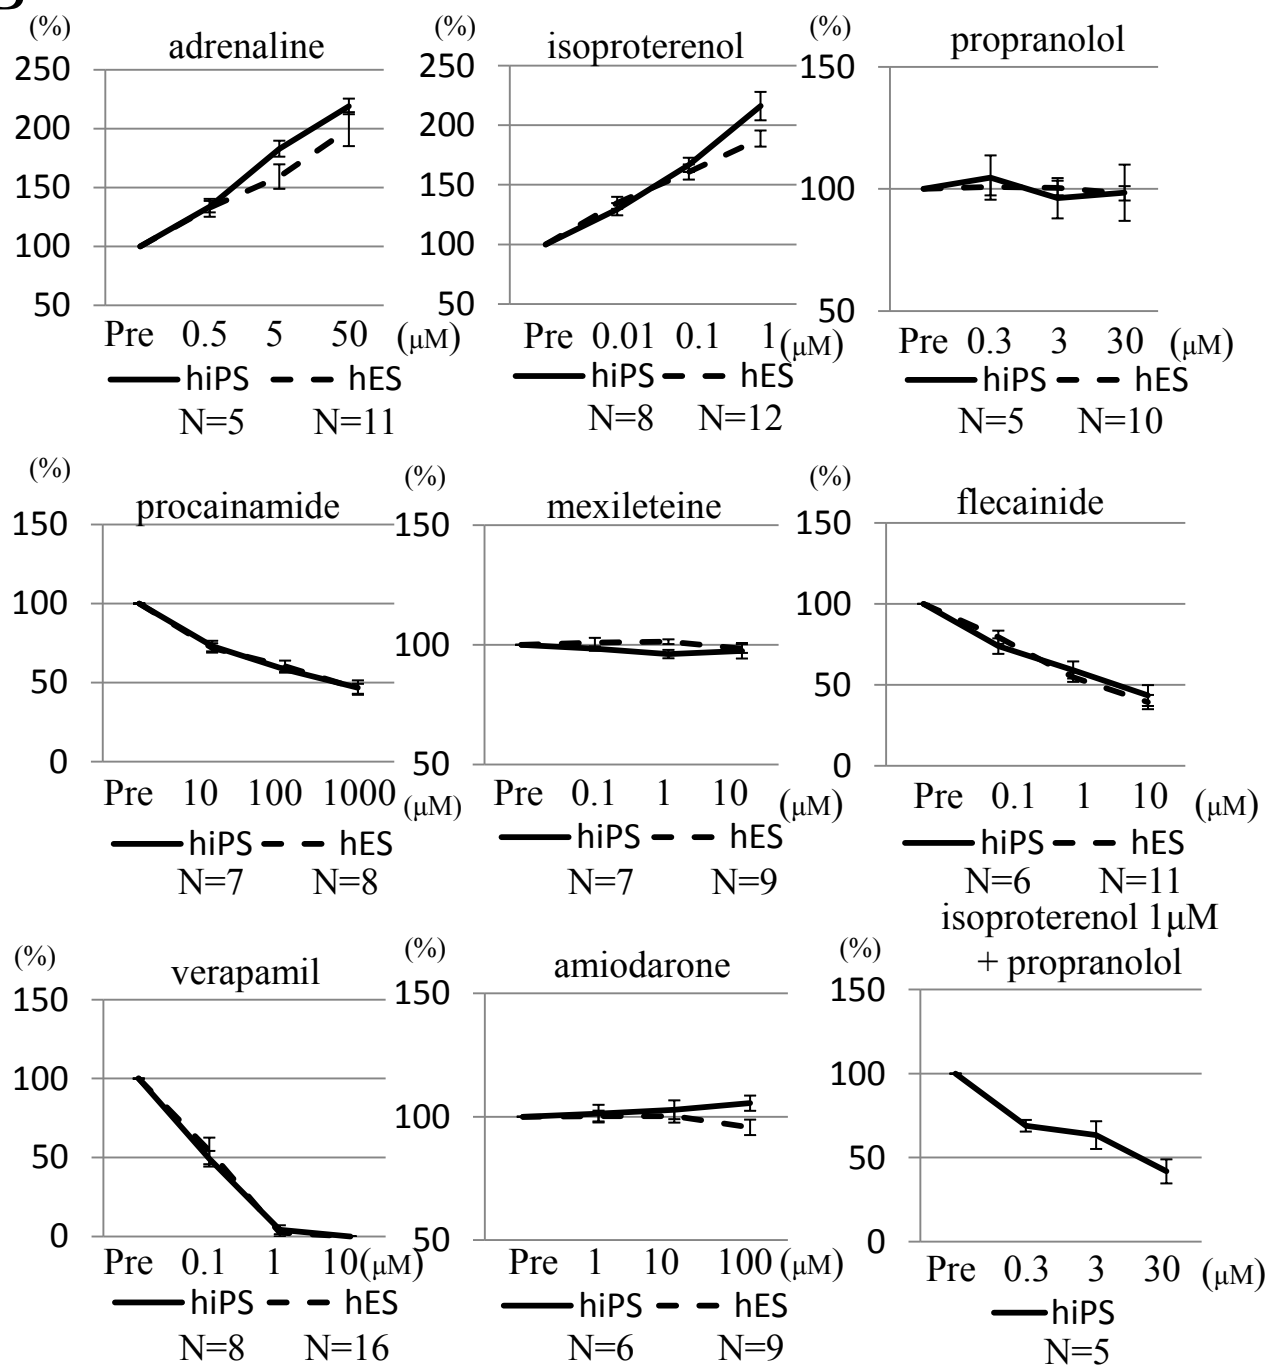 (%)
adrenaline
250
200
150
100
50
Pre 0.5 5 50 (μM)
hiPS hES
N=5 N=11
(%)
isoproterenol
250
200
150
100
50
Pre 0.01 0.1 1 (μM)
hiPS hES
N=8 N=12
(%)
propranolol
150
100
50
Pre 0.3 3 30 (μM)
hiPS hES
N=5 N=10
(%)
procainamide
150
100
50
0
Pre 10 100 1000 (μM)
hiPS hES
N=7 N=8
(%)
mexileteine
150
100
50
Pre 0.1 1 10 (μM)
hiPS hES
N=7 N=9
(%)
flecainide
150
100
50
0
Pre 0.1 1 10 (μM)
hiPS hES
N=6 N=11
(%)
verapamil
150
100
50
0
Pre 0.1 1 10 (μM)
hiPS hES
N=8 N=16
(%)
amiodarone
150
100
50
Pre 1 10 100 (μM)
hiPS hES
N=6 N=9
isoproterenol 1μM
+ propranolol
(%)
150
100
50
0
Pre 0.3 3 30 (μM)
hiPS
N=5